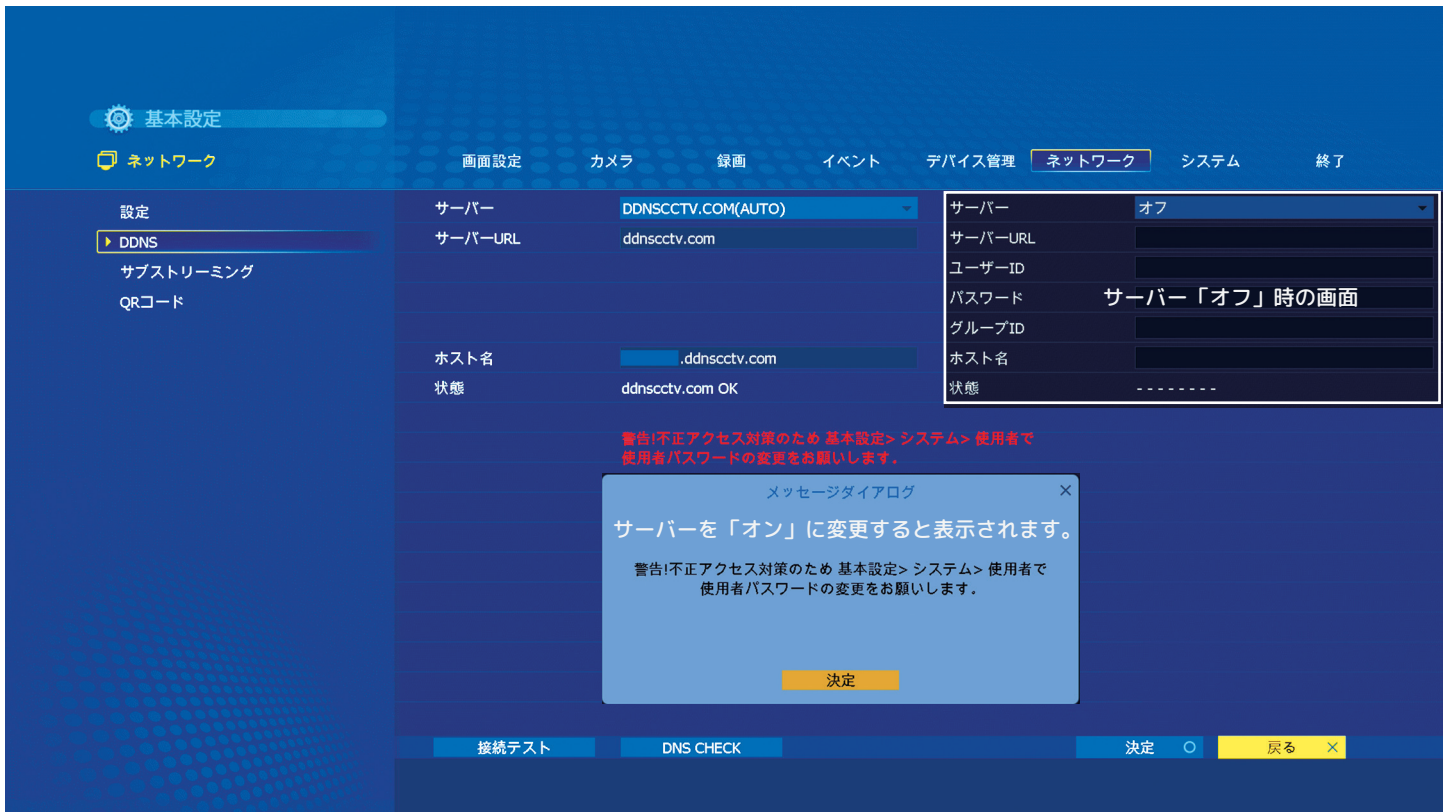 基本設定
ネットワーク
画面設定 カメラ 録画 イベント デバイス管理 ネットワーク システム 終了
設定
DDNS
サブストリーミング
QRコード
サーバー DDNSCCTV.COM(AUTO)
サーバーURL ddnscctv.com
ホスト名 .ddnscctv.com
状態 ddnscctv.com OK
サーバー オフ
サーバーURL
ユーザーID
パスワード
グループID
ホスト名
状態 --------
サーバー「オフ」時の画面
警告!不正アクセス対策のため 基本設定> システム> 使用者で
使用者パスワードの変更をお願いします.
メッセージダイアログ ×
サーバーを「オン」に変更すると表示されます。
警告!不正アクセス対策のため 基本設定> システム> 使用者で
使用者パスワードの変更をお願いします.
決定
接続テスト DNS CHECK 決定 ○ 戻る ×